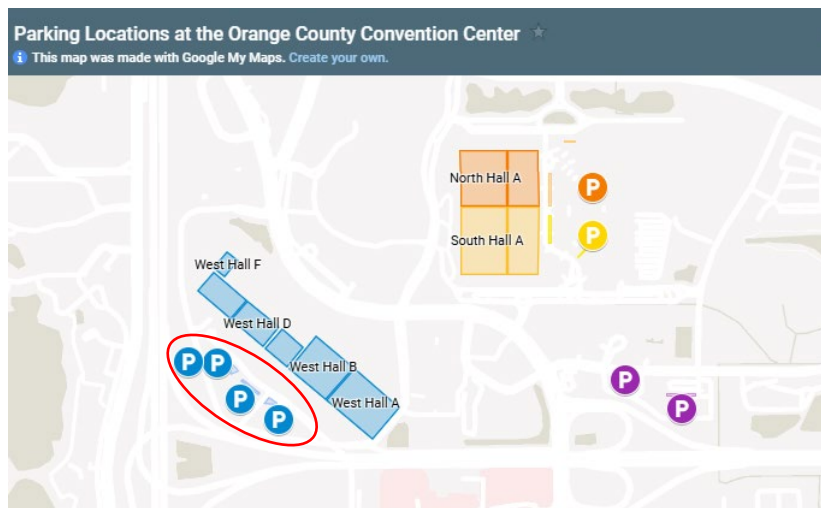 Parking Locations at the Orange County Convention Center
This map was made with Google My Maps. Create your own.
North Hall A
P
South Hall A
P
West Hall F
West Hall D
P P
West Hall B
P
P
West Hall A
P
P